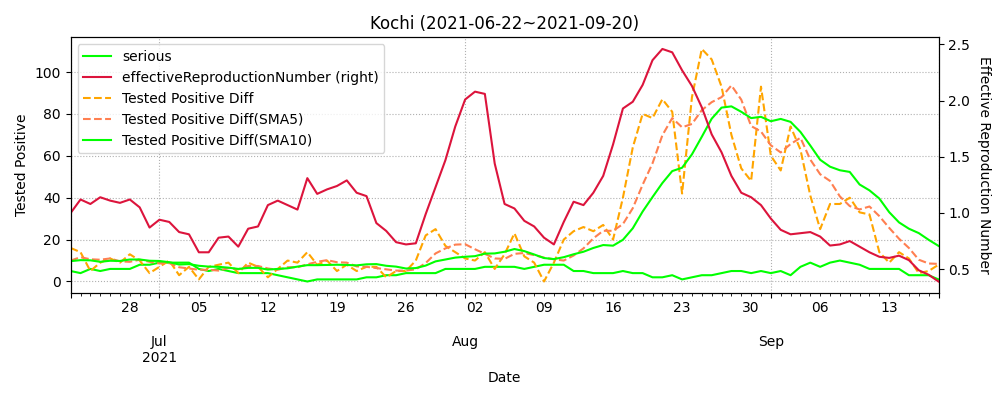 Kochi (2021-06-22~2021-09-20)
serious
effectiveReproductionNumber (right)
Tested Positive Diff
Tested Positive Diff(SMA5)
Tested Positive Diff(SMA10)
Tested Positive
100
80
60
40
20
0
2.5
2.0
1.5
1.0
0.5
Effective Reproduction Number
28 05 12 19 26 02 09 16 23 30 06 13
Jul Aug Sep
2021
Date